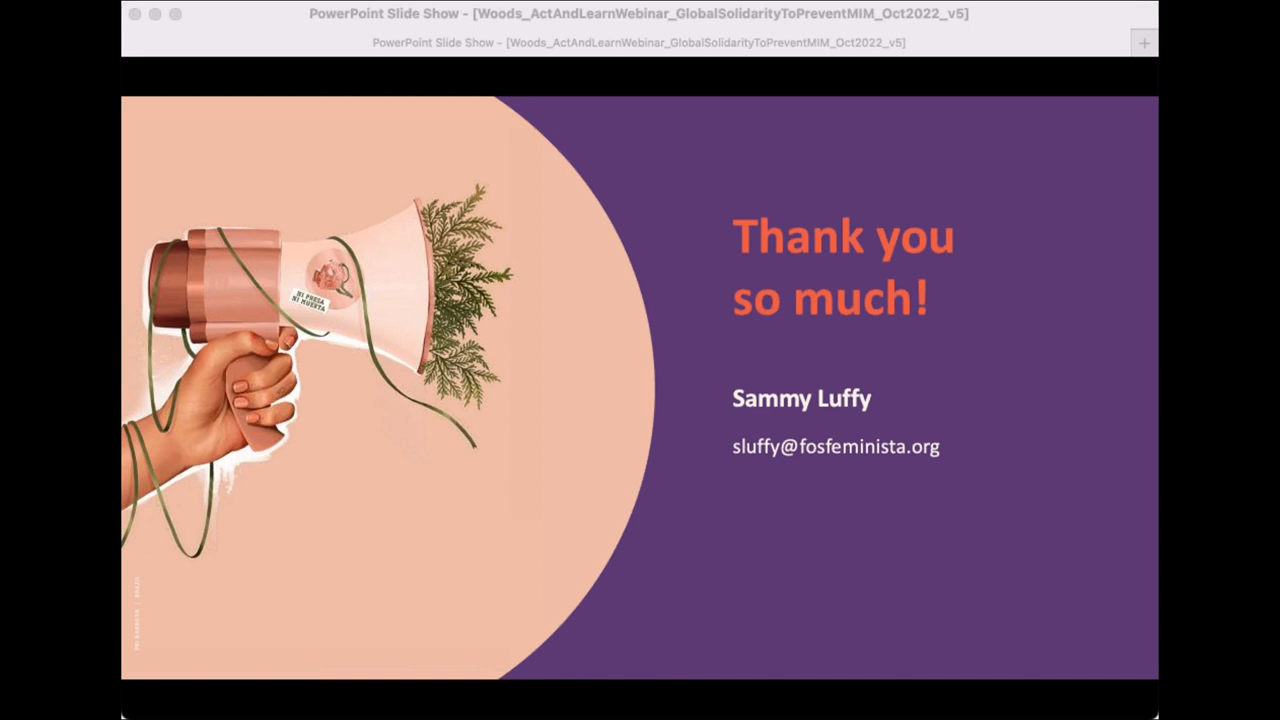 PowerPoint Slide Show - [Woods_ActAndLearnWebinar_GlobalSolidarityToPreventMIM_Oct2022_v5]
PowerPoint Slide Show - [Woods_ActAndLearnWebinar_GlobalSolidarityToPreventMIM_Oct2022_v5]
NI PRESA
NI MUERTA
Thank you
so much!
Sammy Luffy
sluffy@fosfeminista.org